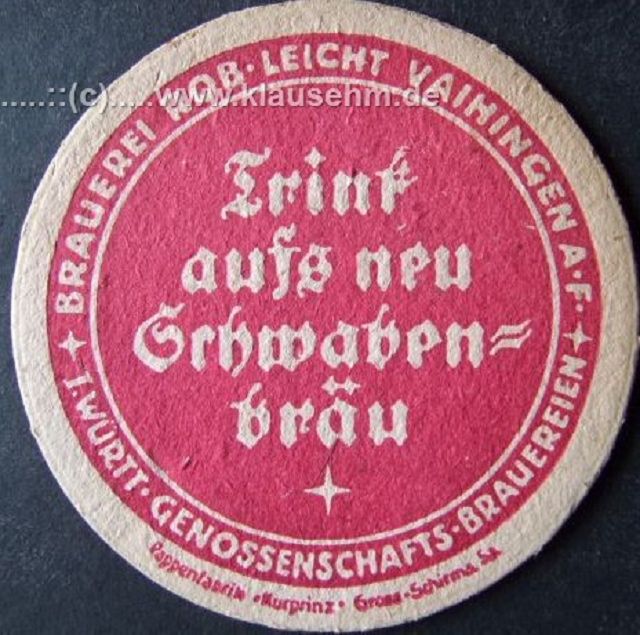 BRAUEREI ROB·LEICHT VAIHINGEN A·F·
.....::(c).....www.klausehm.de
Trink
aufs neu
Schwaben=
bräu
I.WÜRTT·GENOSSENSCHAFTS·BRAUEREIEN
Pappenfabrik "Kurprinz" Gross-Schirma, Sa